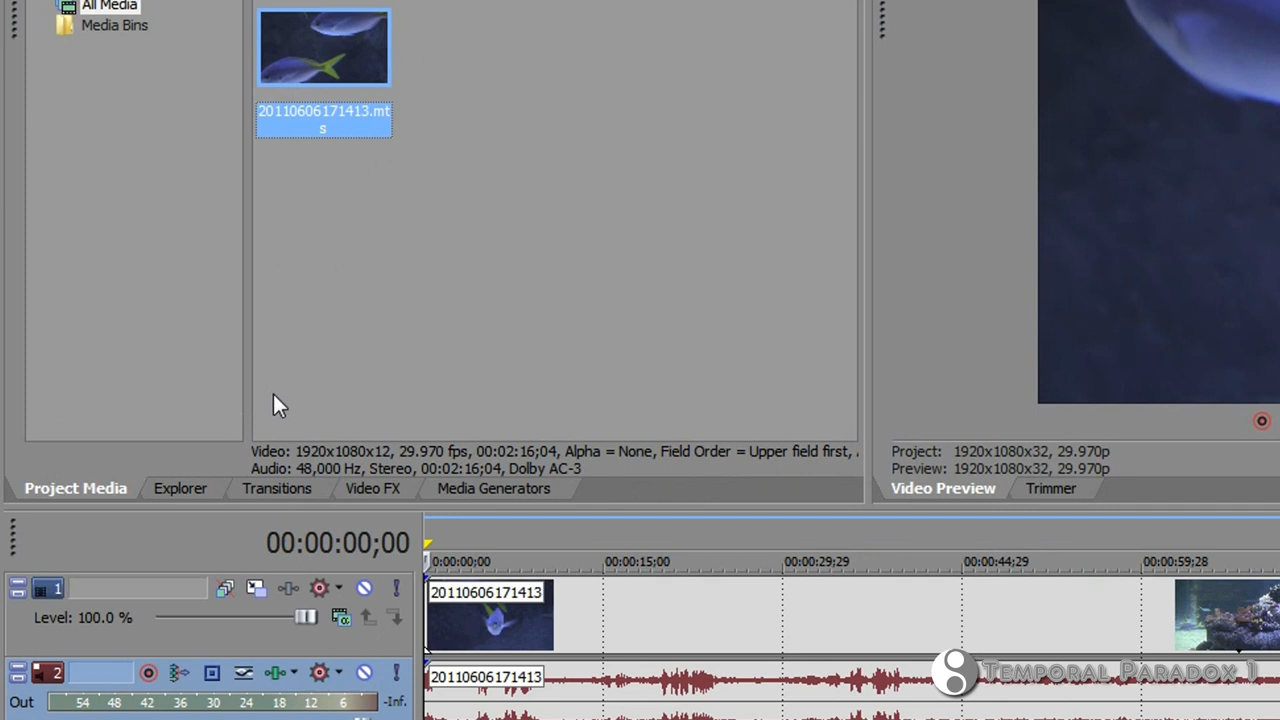 All Media
Media Bins
20110606171413.mt
s
Video: 1920x1080x12, 29.970 fps, 00:02:16;04, Alpha = None, Field Order = Upper field first,
Audio: 48,000 Hz, Stereo, 00:02:16;04, Dolby AC-3
Project: 1920x1080x32, 29.970p
Preview: 1920x1080x32, 29.970p
Project Media Explorer Transitions Video FX Media Generators
Video Preview Trimmer
00:00:00;00
0:00:00;00 00:00:15;00 00:00:29;29 00:00:44;29 00:00:59;28
1
20110606171413
Level: 100.0 %
2
20110606171413
Temporal Paradox 1
Out 54 48 42 36 30 24 18 12 6 -Inf.